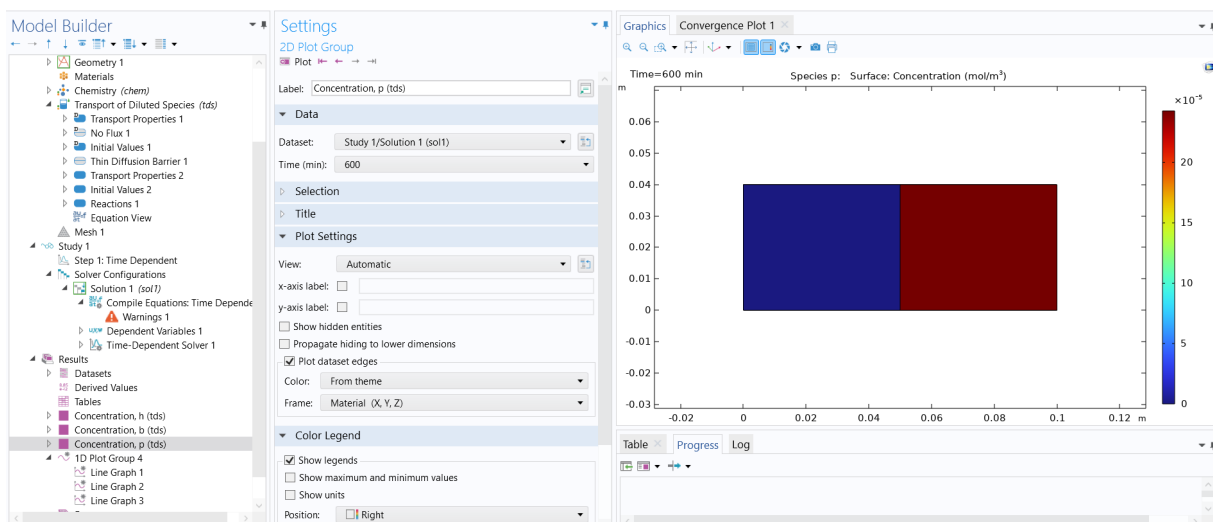 Model Builder
Geometry 1
Materials
Chemistry (chem)
Transport of Diluted Species (tds)
Transport Properties 1
No Flux 1
Initial Values 1
Thin Diffusion Barrier 1
Transport Properties 2
Initial Values 2
Reactions 1
Equation View
Mesh 1
Study 1
Step 1: Time Dependent
Solver Configurations
Solution 1 (sol1)
Compile Equations: Time Depende
Warnings 1
Dependent Variables 1
Time-Dependent Solver 1
Results
Datasets
Derived Values
Tables
Concentration, h (tds)
Concentration, b (tds)
Concentration, p (tds)
1D Plot Group 4
Line Graph 1
Line Graph 2
Line Graph 3
Settings
2D Plot Group
Plot
Label: Concentration, p (tds)
Data
Dataset: Study 1/Solution 1 (sol1)
Time (min): 600
Selection
Title
Plot Settings
View: Automatic
x-axis label:
y-axis label:
Show hidden entities
Propagate hiding to lower dimensions
Plot dataset edges
Color: From theme
Frame: Material (X, Y, Z)
Color Legend
Show legends
Show maximum and minimum values
Show units
Position: Right
Graphics Convergence Plot 1
Time=600 min Species p: Surface: Concentration (mol/m³)
m
×10⁻⁵
0.06
0.05
0.04
0.03
0.02
0.01
0
-0.01
-0.02
-0.03
-0.02 0 0.02 0.04 0.06 0.08 0.1 0.12 m
20
15
10
5
0
Table Progress Log